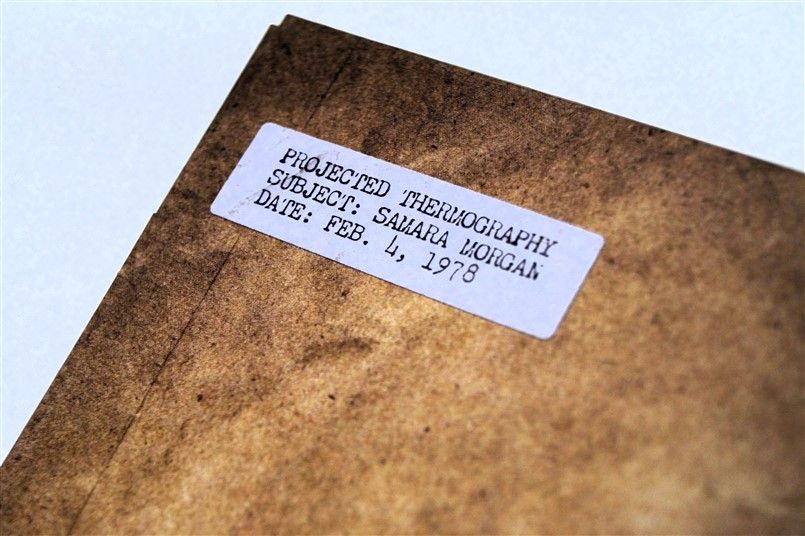 PROJECTED THERMOGRAPHY
SUBJECT: SAMARA MORGAN
DATE: FEB. 4, 1978